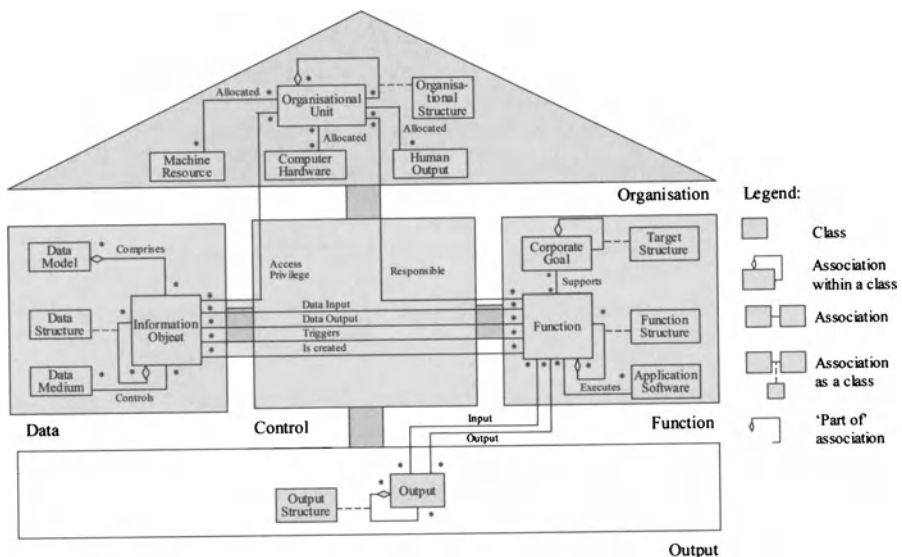 Allocated
Organisational
Unit
Organisa-
tional
Structure
Allocated
Allocated
Machine
Resource
Computer
Hardware
Human
Output
Organisation
Legend:
Class
Association
within a class
Association
Association
as a class
'Part of'
association
Data
Model
Comprises
Data
Structure
Information
Object
Data
Medium
Controls
Data
Access
Privilege
Responsible
Data Input
Data Output
Triggers
Is created
Control
Corporate
Goal
Target
Structure
Supports
Function
Function
Structure
Executes
Application
Software
Function
Input
Output
Output
Structure
Output
Output